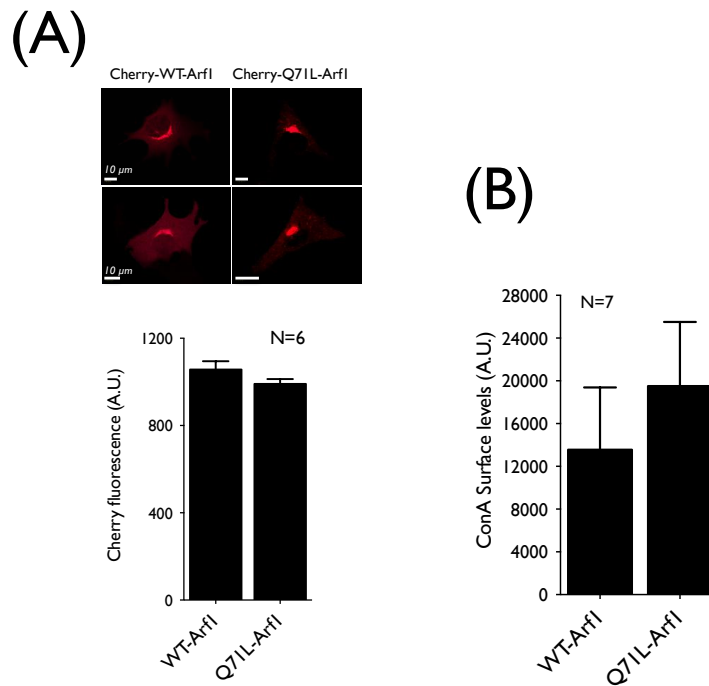 (A)
Cherry-WT-Arf1 Cherry-Q71L-Arf1
10 μm
10 μm
Cherry fluorescence (A.U.)
1200
800
400
0
N=6
WT-Arf1
Q71L-Arf1
(B)
ConA Surface levels (A.U.)
28000
24000
20000
16000
12000
8000
4000
0
N=7
WT-Arf1
Q71L-Arf1